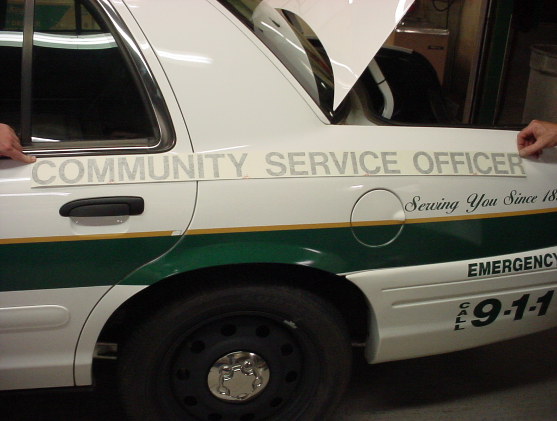 COMMUNITY SERVICE OFFICER
Serving You Since
EMERGENCY
CALL 9-1-1